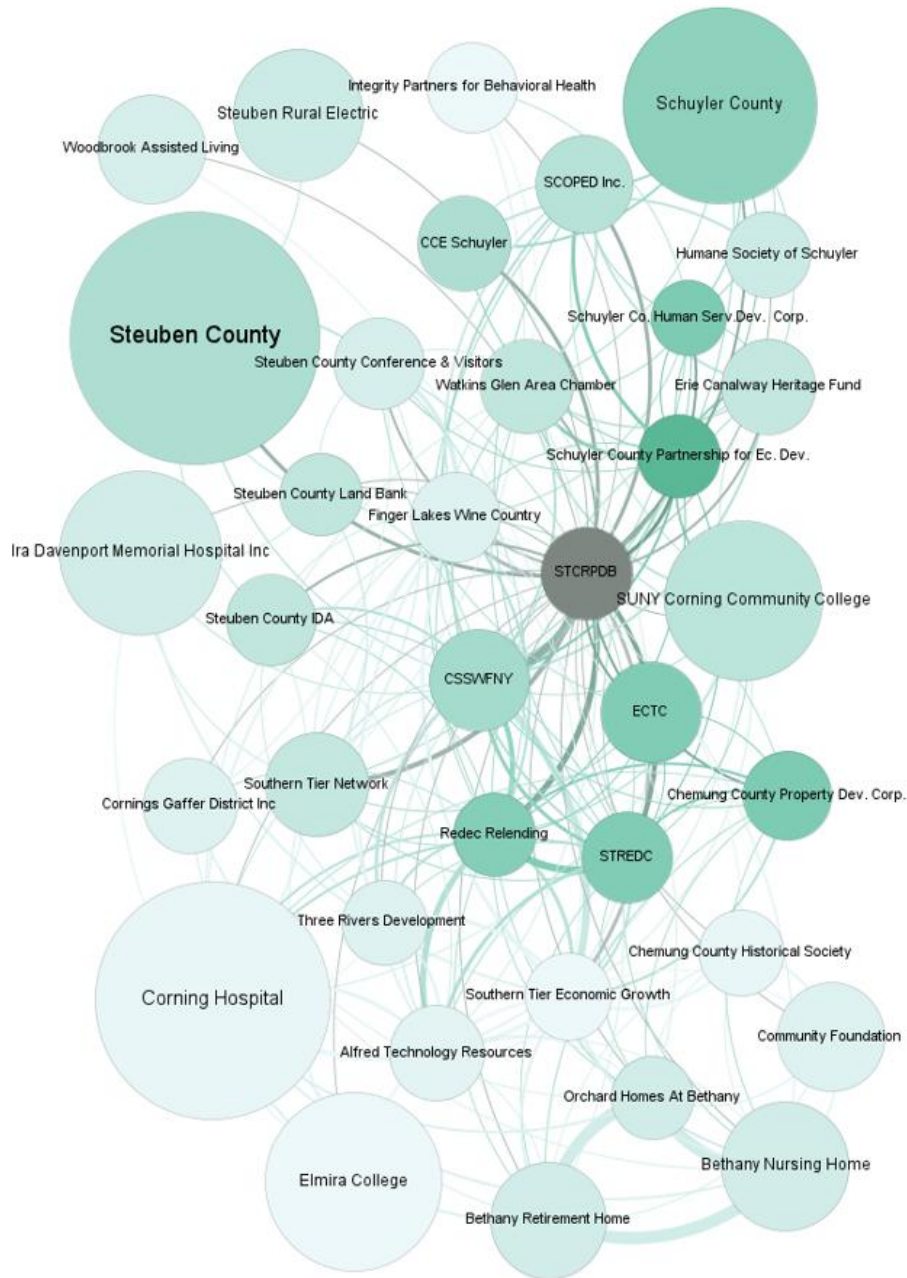 Integrity Partners for Behavioral Health
Schuyler County
Steuben Rural Electric
Woodbrook Assisted Living
SCOPED Inc.
CCE Schuyler
Humane Society of Schuyler
Schuyler Co. Human Serv.Dev. Corp.
Steuben County
Steuben County Conference & Visitors
Watkins Glen Area Chamber
Erie Canalway Heritage Fund
Schuyler County Partnership for Ec. Dev.
Steuben County Land Bank
Finger Lakes Wine Country
Ira Davenport Memorial Hospital Inc
STCRPDB
SUNY Corning Community College
Steuben County IDA
CSSWFNY
ECTC
Southern Tier Network
Cornings Gaffer District Inc
Chemung County Property Dev. Corp.
Redec Relending
STREDC
Three Rivers Development
Chemung County Historical Society
Corning Hospital
Southern Tier Economic Growth
Community Foundation
Alfred Technology Resources
Orchard Homes At Bethany
Bethany Nursing Home
Elmira College
Bethany Retirement Home